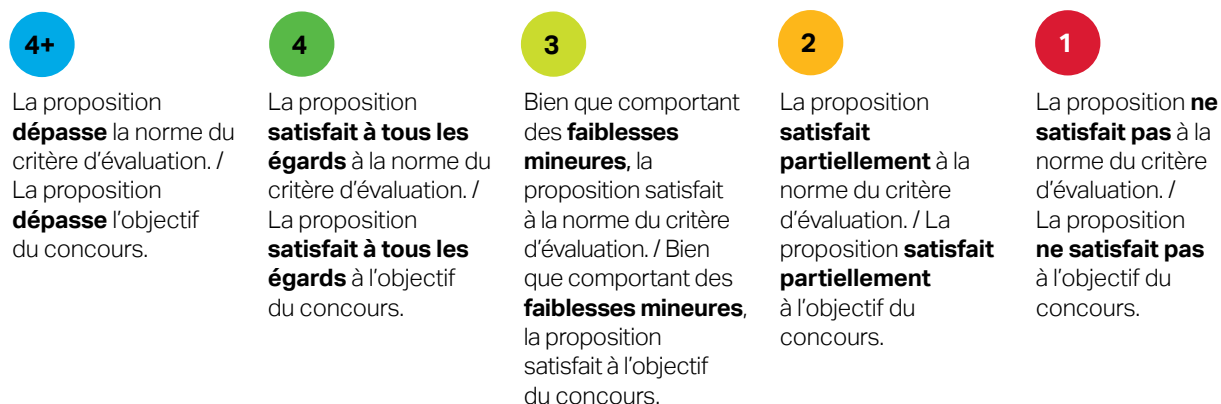 4+
La proposition
dépasse la norme du
critère d'évaluation. /
La proposition
dépasse l'objectif
du concours.
4
La proposition
satisfait à tous les
égards à la norme du
critère d'évaluation. /
La proposition
satisfait à tous les
égards à l'objectif
du concours.
3
Bien que comportant
des faiblesses
mineures, la
proposition satisfait
à la norme du critère
d'évaluation. / Bien
que comportant des
faiblesses mineures,
la proposition
satisfait à l'objectif
du concours.
2
La proposition
satisfait
partiellement à la
norme du critère
d'évaluation. / La
proposition satisfait
partiellement
à l'objectif du
concours.
1
La proposition ne
satisfait pas à la
norme du critère
d'évaluation. /
La proposition
ne satisfait pas
à l'objectif du
concours.